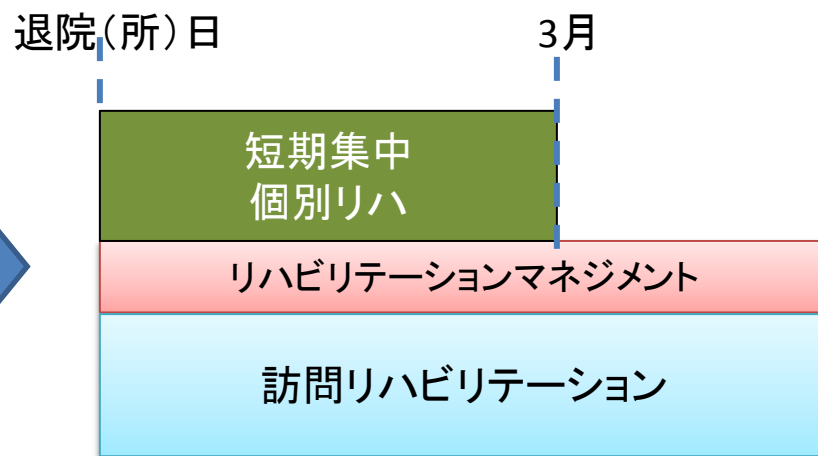 退院（所）日
3月
短期集中
個別リハ
リハビリテーションマネジメント
訪問リハビリテーション